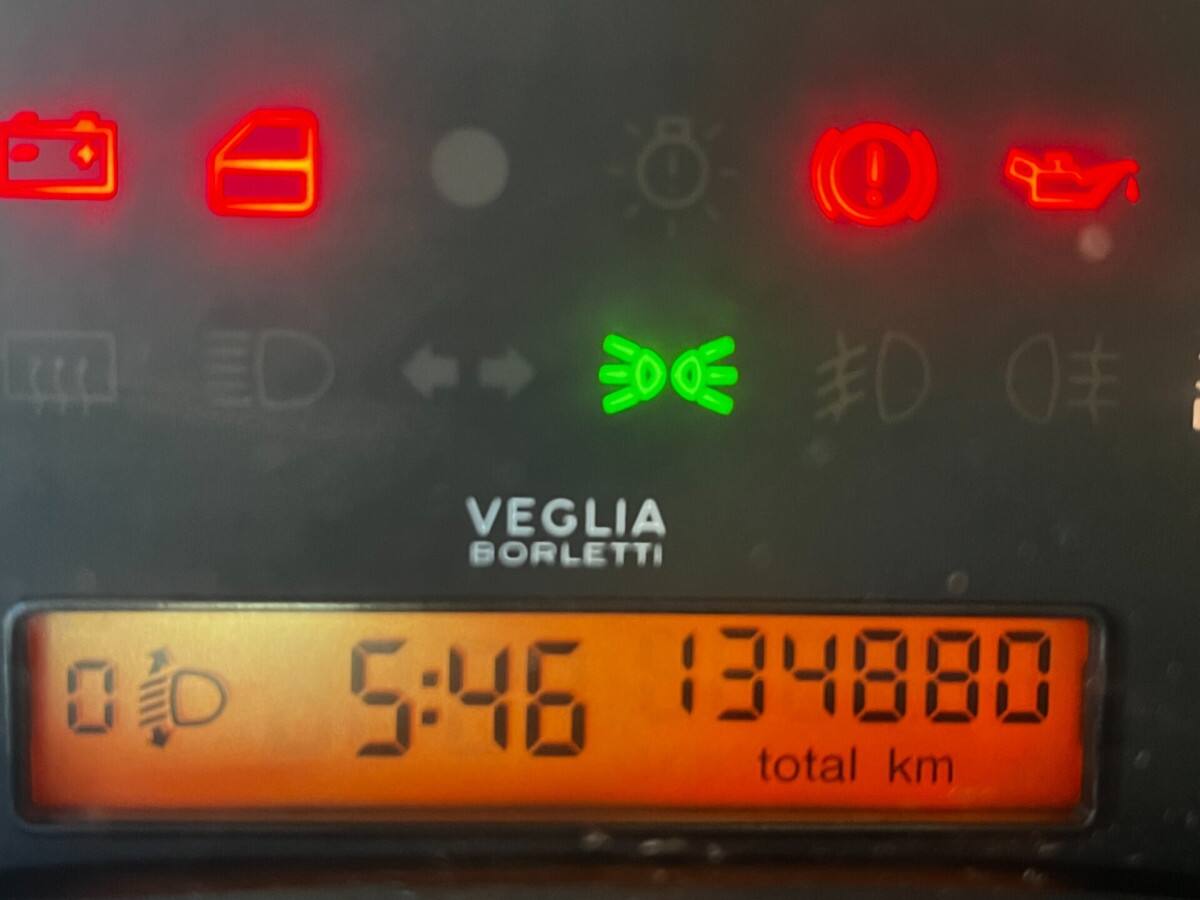 VEGLIA
BORLETTI
0 5:46 134880
total km